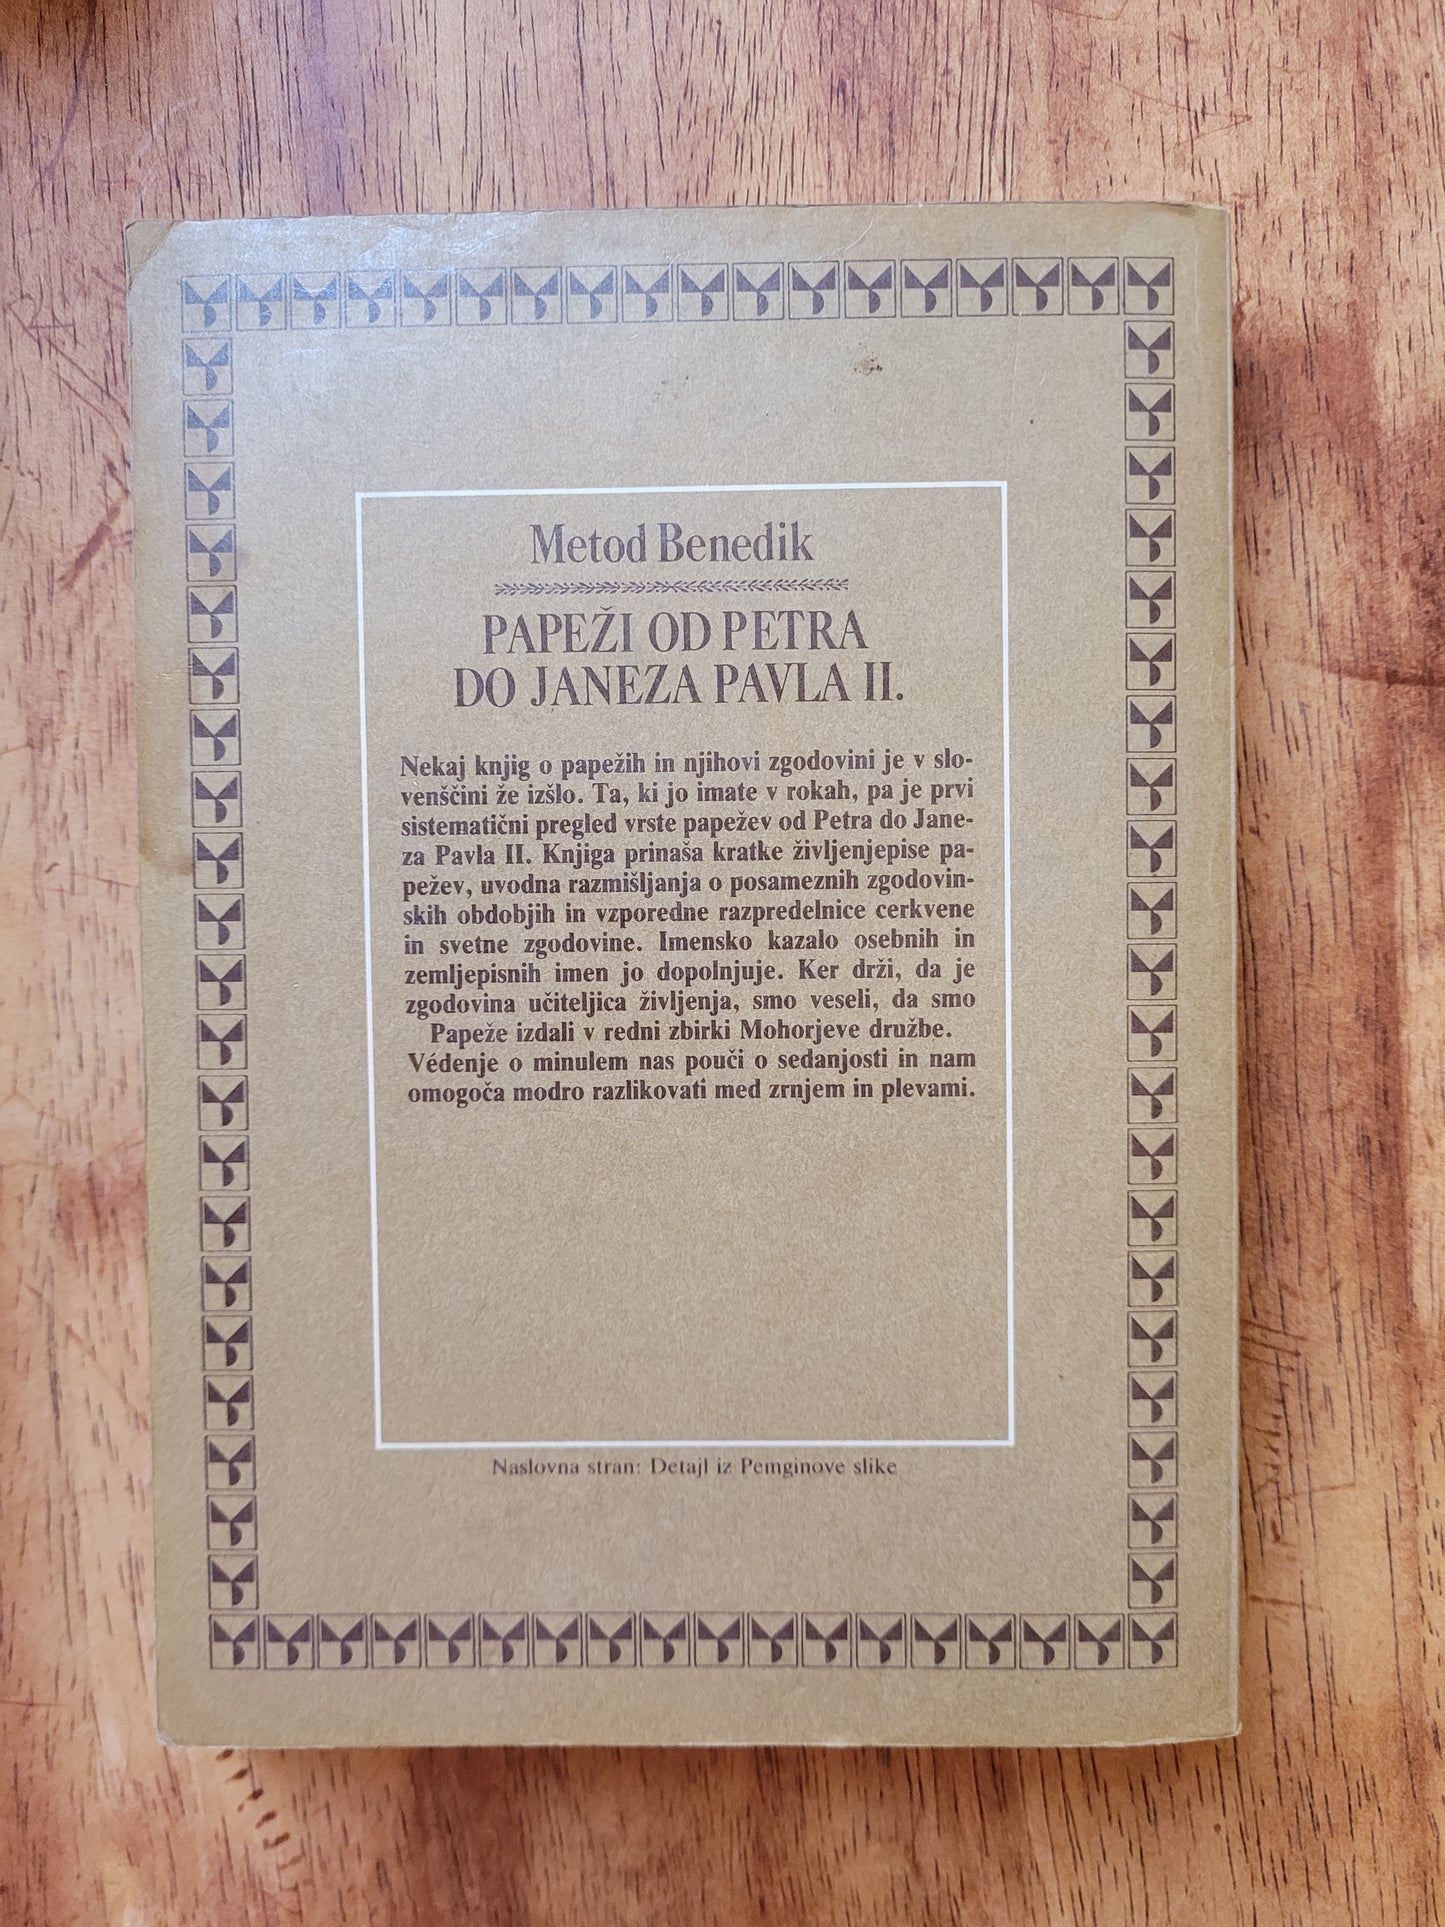 Metod Benedik
PAPEŽI OD PETRA
DO JANEZA PAVLA II.
Nekaj knjig o papežih in njihovi zgodovini je v slo-
venščini že izšlo. Ta, ki jo imate v rokah, pa je prvi
sistematični pregled vrste papežev od Petra do Jane-
za Pavla II. Knjiga prinaša kratke življenjepise pa-
pežev, uvodna razmišljanja o posameznih zgodovin-
skih obdobjih in vzporedne razpredelnice cerkvene
in svetne zgodovine. Imensko kazalo osebnih in
zemljepisnih imen jo dopolnjuje. Ker drži, da je
zgodovina učiteljica življenja, smo veseli, da smo
Papeže izdali v redni zbirki Mohorjeve družbe.
Védenje o minulem nas pouči o sedanjosti in nam
omogoča modro razlikovati med zrnjem in plevami.
Naslovna stran: Detajl iz Pemginove slike